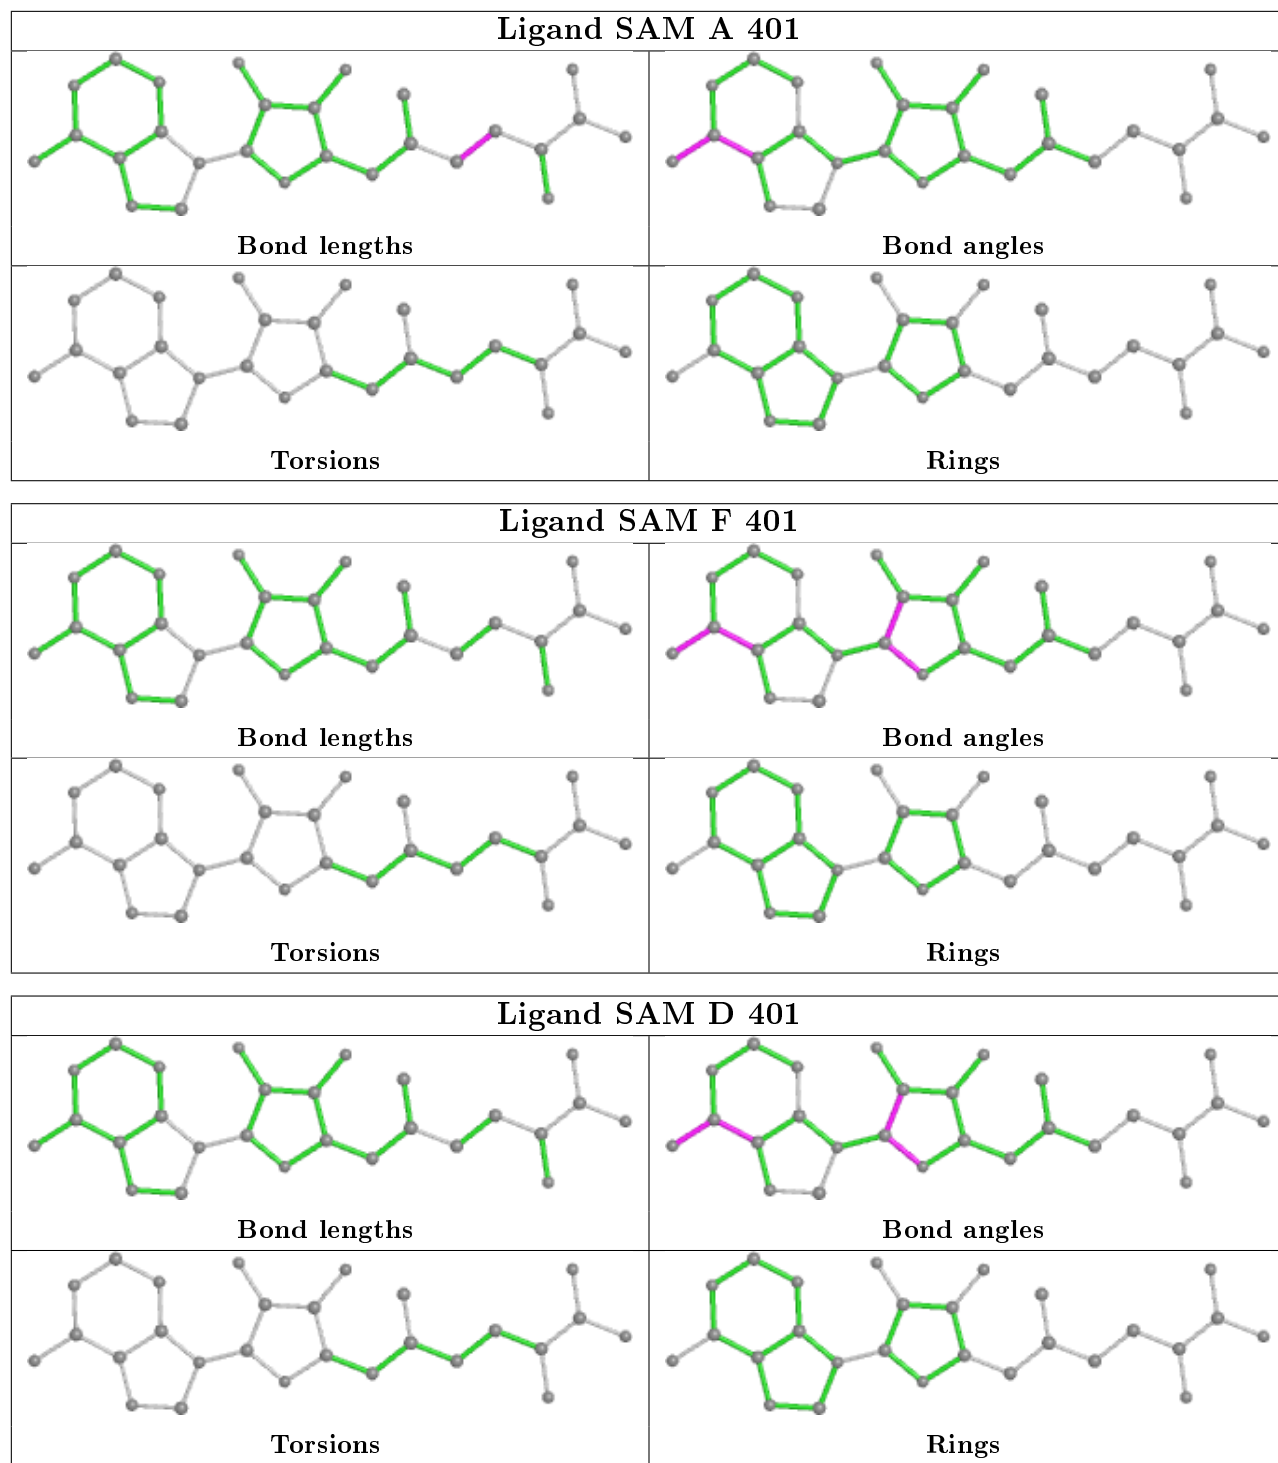 Ligand SAM A 401
Bond lengths
Bond angles
Torsions
Rings
Ligand SAM F 401
Bond lengths
Bond angles
Torsions
Rings
Ligand SAM D 401
Bond lengths
Bond angles
Torsions
Rings